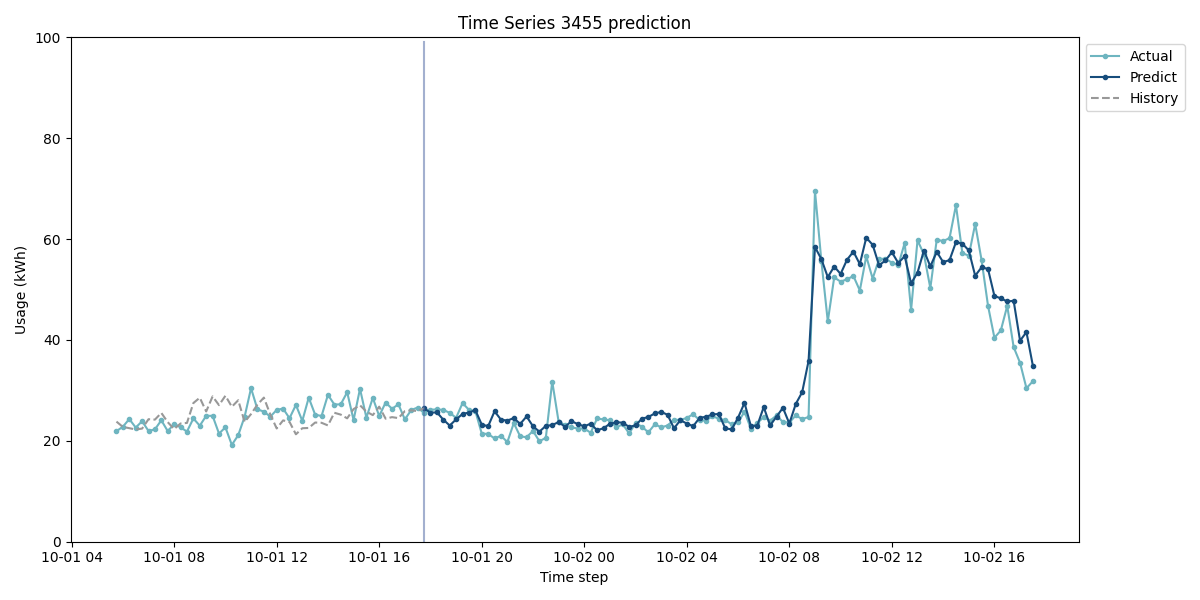 Time Series 3455 prediction
100
80
60
40
20
0
Usage (kWh)
10-01 04
10-01 08
10-01 12
10-01 16
10-01 20
10-02 00
10-02 04
10-02 08
10-02 12
10-02 16
Time step
Actual
Predict
History